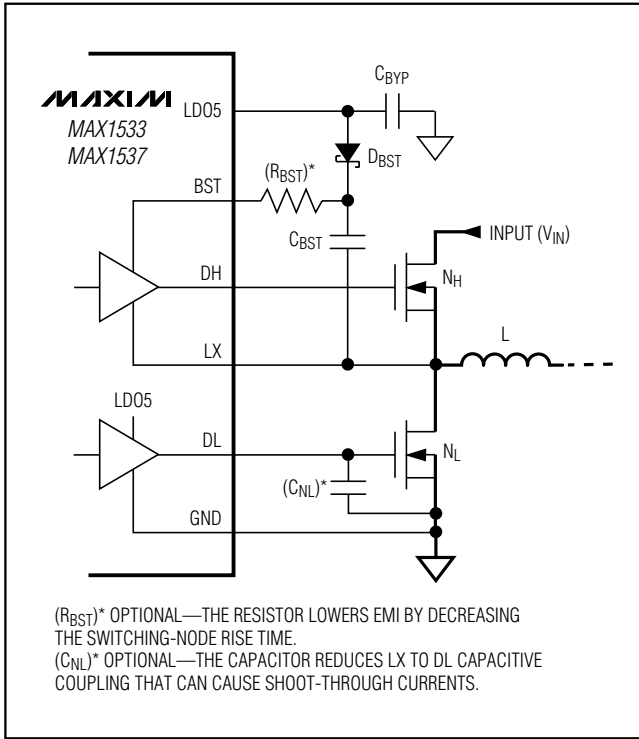 MAXIM
MAX1533
MAX1537
LDO5
CBYP
DBST
(RBST)*
BST
CBST
INPUT (VIN)
DH
NH
L
LX
LDO5
DL
NL
(CNL)*
GND
(RBST)* OPTIONAL—THE RESISTOR LOWERS EMI BY DECREASING
THE SWITCHING-NODE RISE TIME.
(CNL)* OPTIONAL—THE CAPACITOR REDUCES LX TO DL CAPACITIVE
COUPLING THAT CAN CAUSE SHOOT-THROUGH CURRENTS.